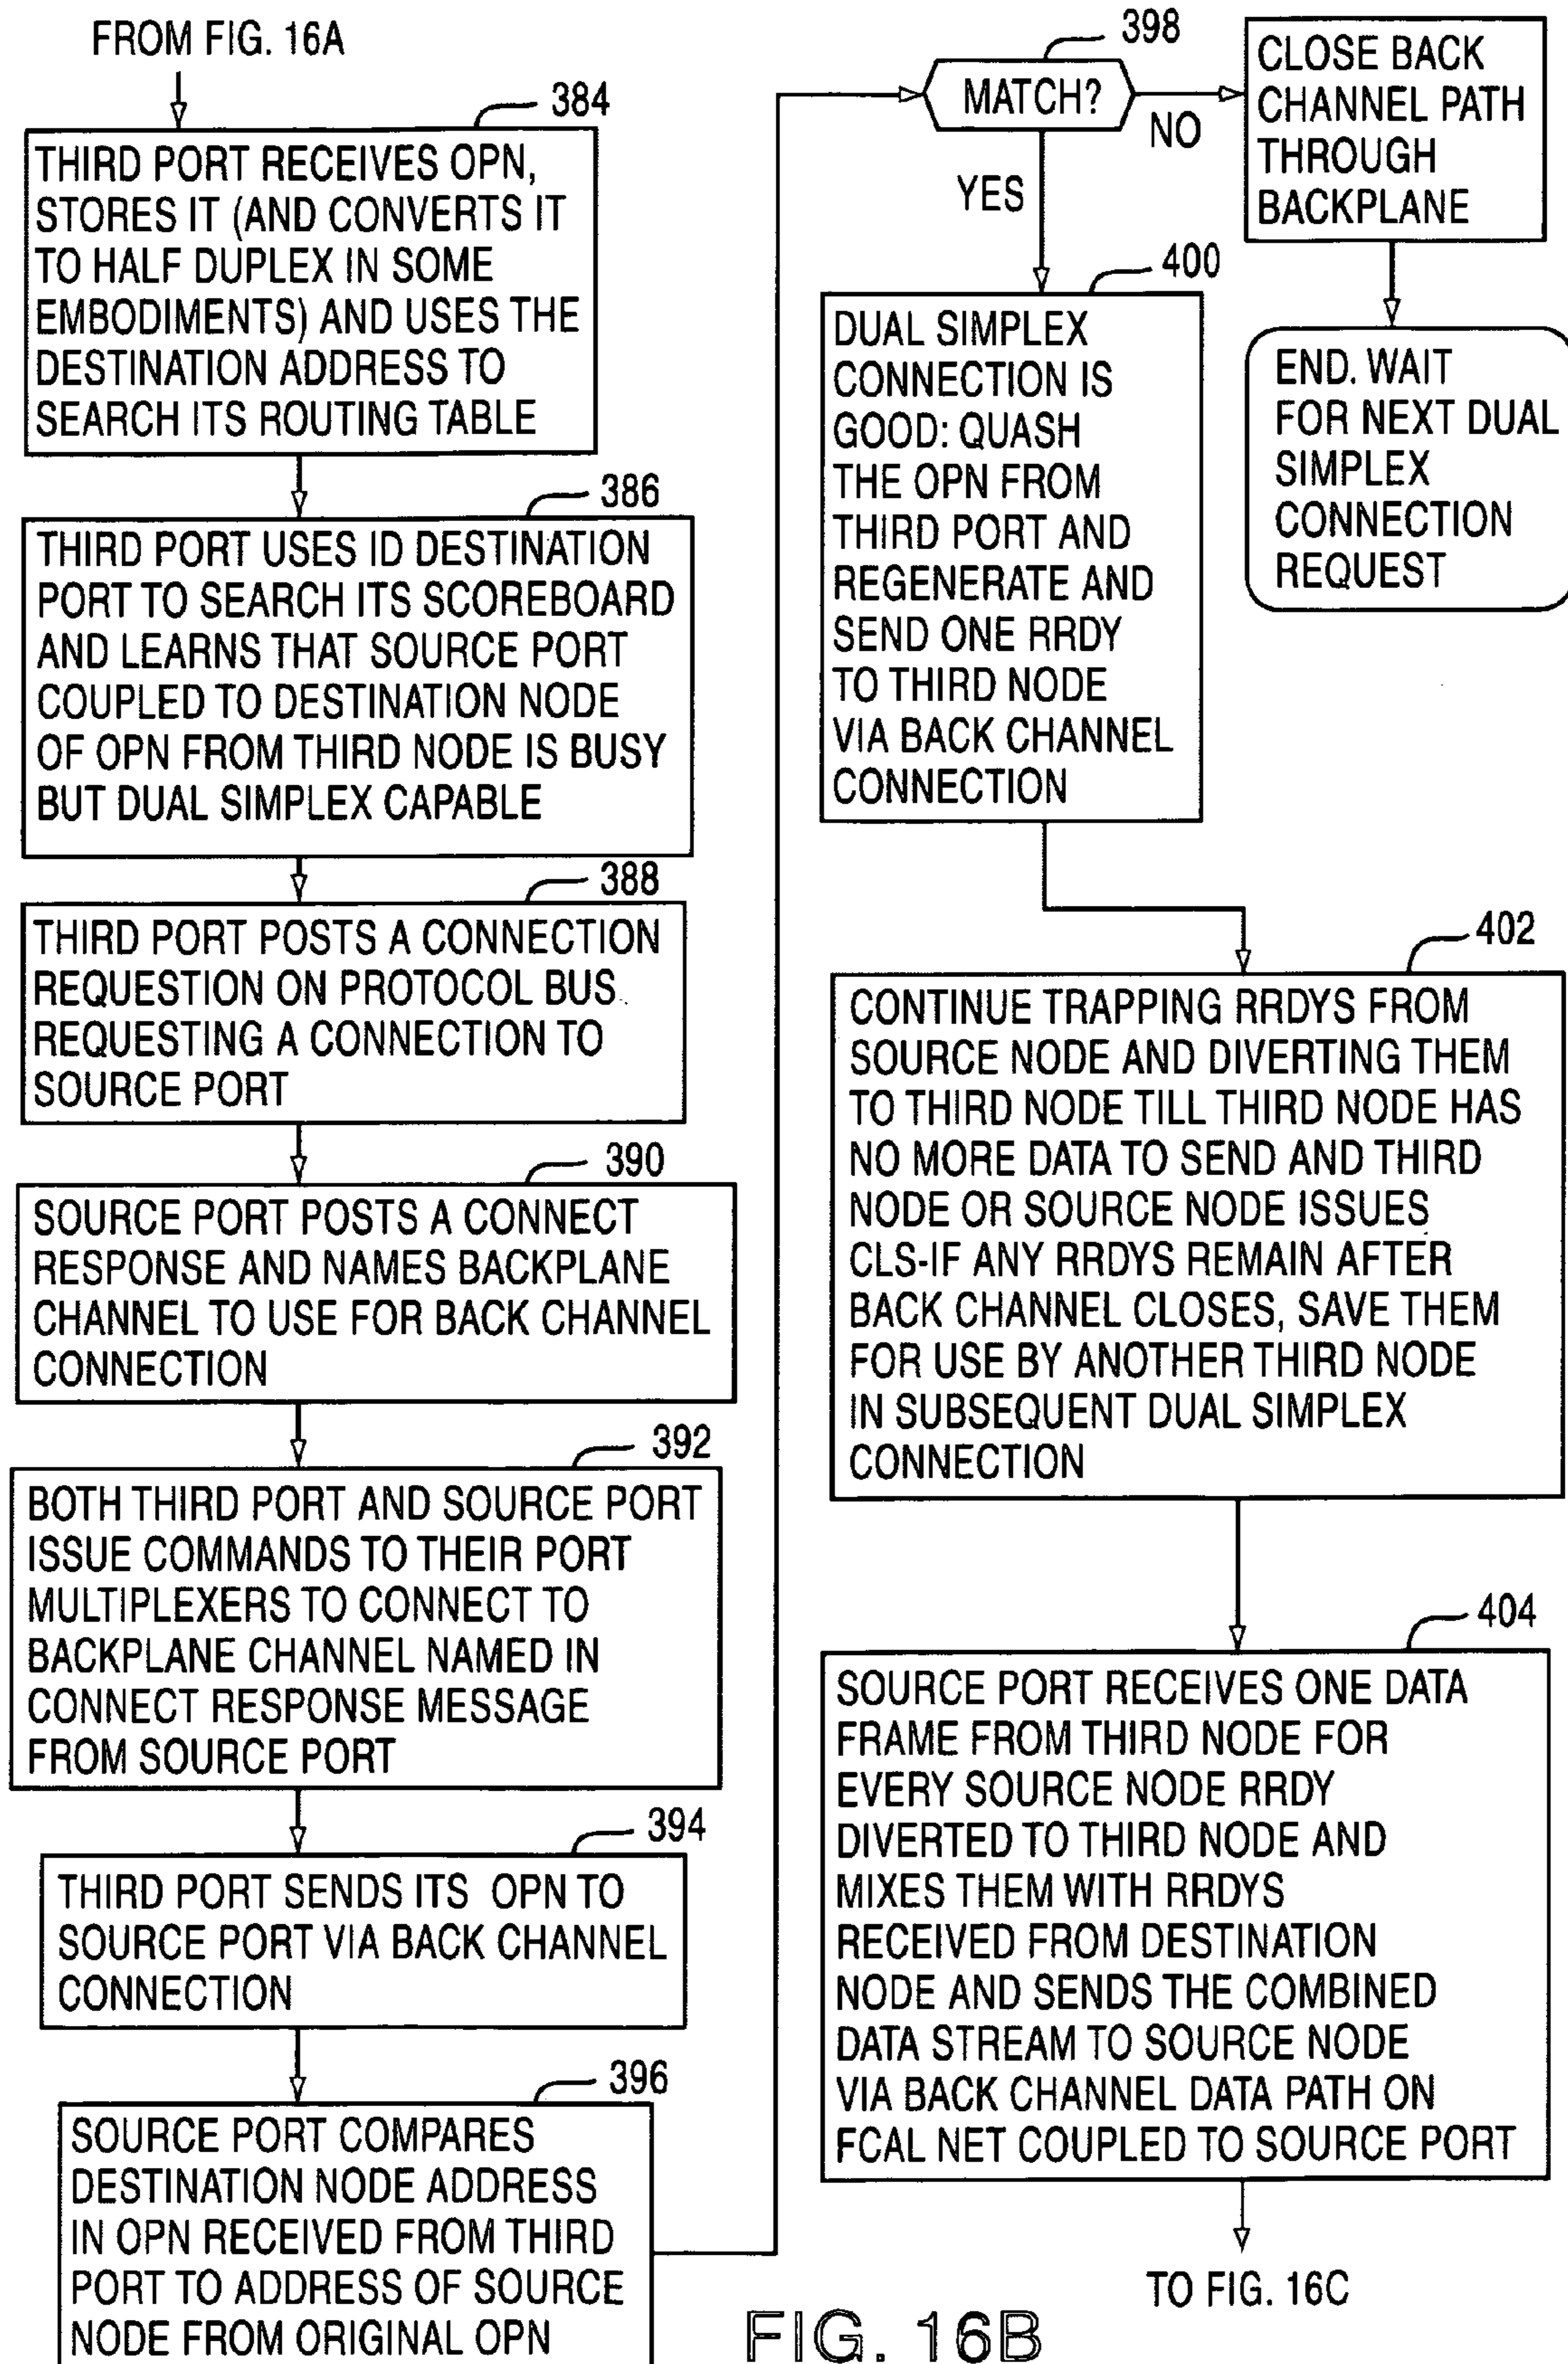 FROM FIG. 16A
384
THIRD PORT RECEIVES OPN,
STORES IT (AND CONVERTS IT
TO HALF DUPLEX IN SOME
EMBODIMENTS) AND USES THE
DESTINATION ADDRESS TO
SEARCH ITS ROUTING TABLE
386
THIRD PORT USES ID DESTINATION
PORT TO SEARCH ITS SCOREBOARD
AND LEARNS THAT SOURCE PORT
COUPLED TO DESTINATION NODE
OF OPN FROM THIRD NODE IS BUSY
BUT DUAL SIMPLEX CAPABLE
388
THIRD PORT POSTS A CONNECTION
REQUESTION ON PROTOCOL BUS
REQUESTING A CONNECTION TO
SOURCE PORT
390
SOURCE PORT POSTS A CONNECT
RESPONSE AND NAMES BACKPLANE
CHANNEL TO USE FOR BACK CHANNEL
CONNECTION
392
BOTH THIRD PORT AND SOURCE PORT
ISSUE COMMANDS TO THEIR PORT
MULTIPLEXERS TO CONNECT TO
BACKPLANE CHANNEL NAMED IN
CONNECT RESPONSE MESSAGE
FROM SOURCE PORT
394
THIRD PORT SENDS ITS OPN TO
SOURCE PORT VIA BACK CHANNEL
CONNECTION
396
SOURCE PORT COMPARES
DESTINATION NODE ADDRESS
IN OPN RECEIVED FROM THIRD
PORT TO ADDRESS OF SOURCE
NODE FROM ORIGINAL OPN
398
MATCH?
NO
YES
CLOSE BACK
CHANNEL PATH
THROUGH
BACKPLANE
END. WAIT
FOR NEXT DUAL
SIMPLEX
CONNECTION
REQUEST
400
DUAL SIMPLEX
CONNECTION IS
GOOD: QUASH
THE OPN FROM
THIRD PORT AND
REGENERATE AND
SEND ONE RRDY
TO THIRD NODE
VIA BACK CHANNEL
CONNECTION
402
CONTINUE TRAPPING RRDYS FROM
SOURCE NODE AND DIVERTING THEM
TO THIRD NODE TILL THIRD NODE HAS
NO MORE DATA TO SEND AND THIRD
NODE OR SOURCE NODE ISSUES
CLS-IF ANY RRDYS REMAIN AFTER
BACK CHANNEL CLOSES, SAVE THEM
FOR USE BY ANOTHER THIRD NODE
IN SUBSEQUENT DUAL SIMPLEX
CONNECTION
404
SOURCE PORT RECEIVES ONE DATA
FRAME FROM THIRD NODE FOR
EVERY SOURCE NODE RRDY
DIVERTED TO THIRD NODE AND
MIXES THEM WITH RRDYS
RECEIVED FROM DESTINATION
NODE AND SENDS THE COMBINED
DATA STREAM TO SOURCE NODE
VIA BACK CHANNEL DATA PATH ON
FCAL NET COUPLED TO SOURCE PORT
TO FIG. 16C
FIG. 16B